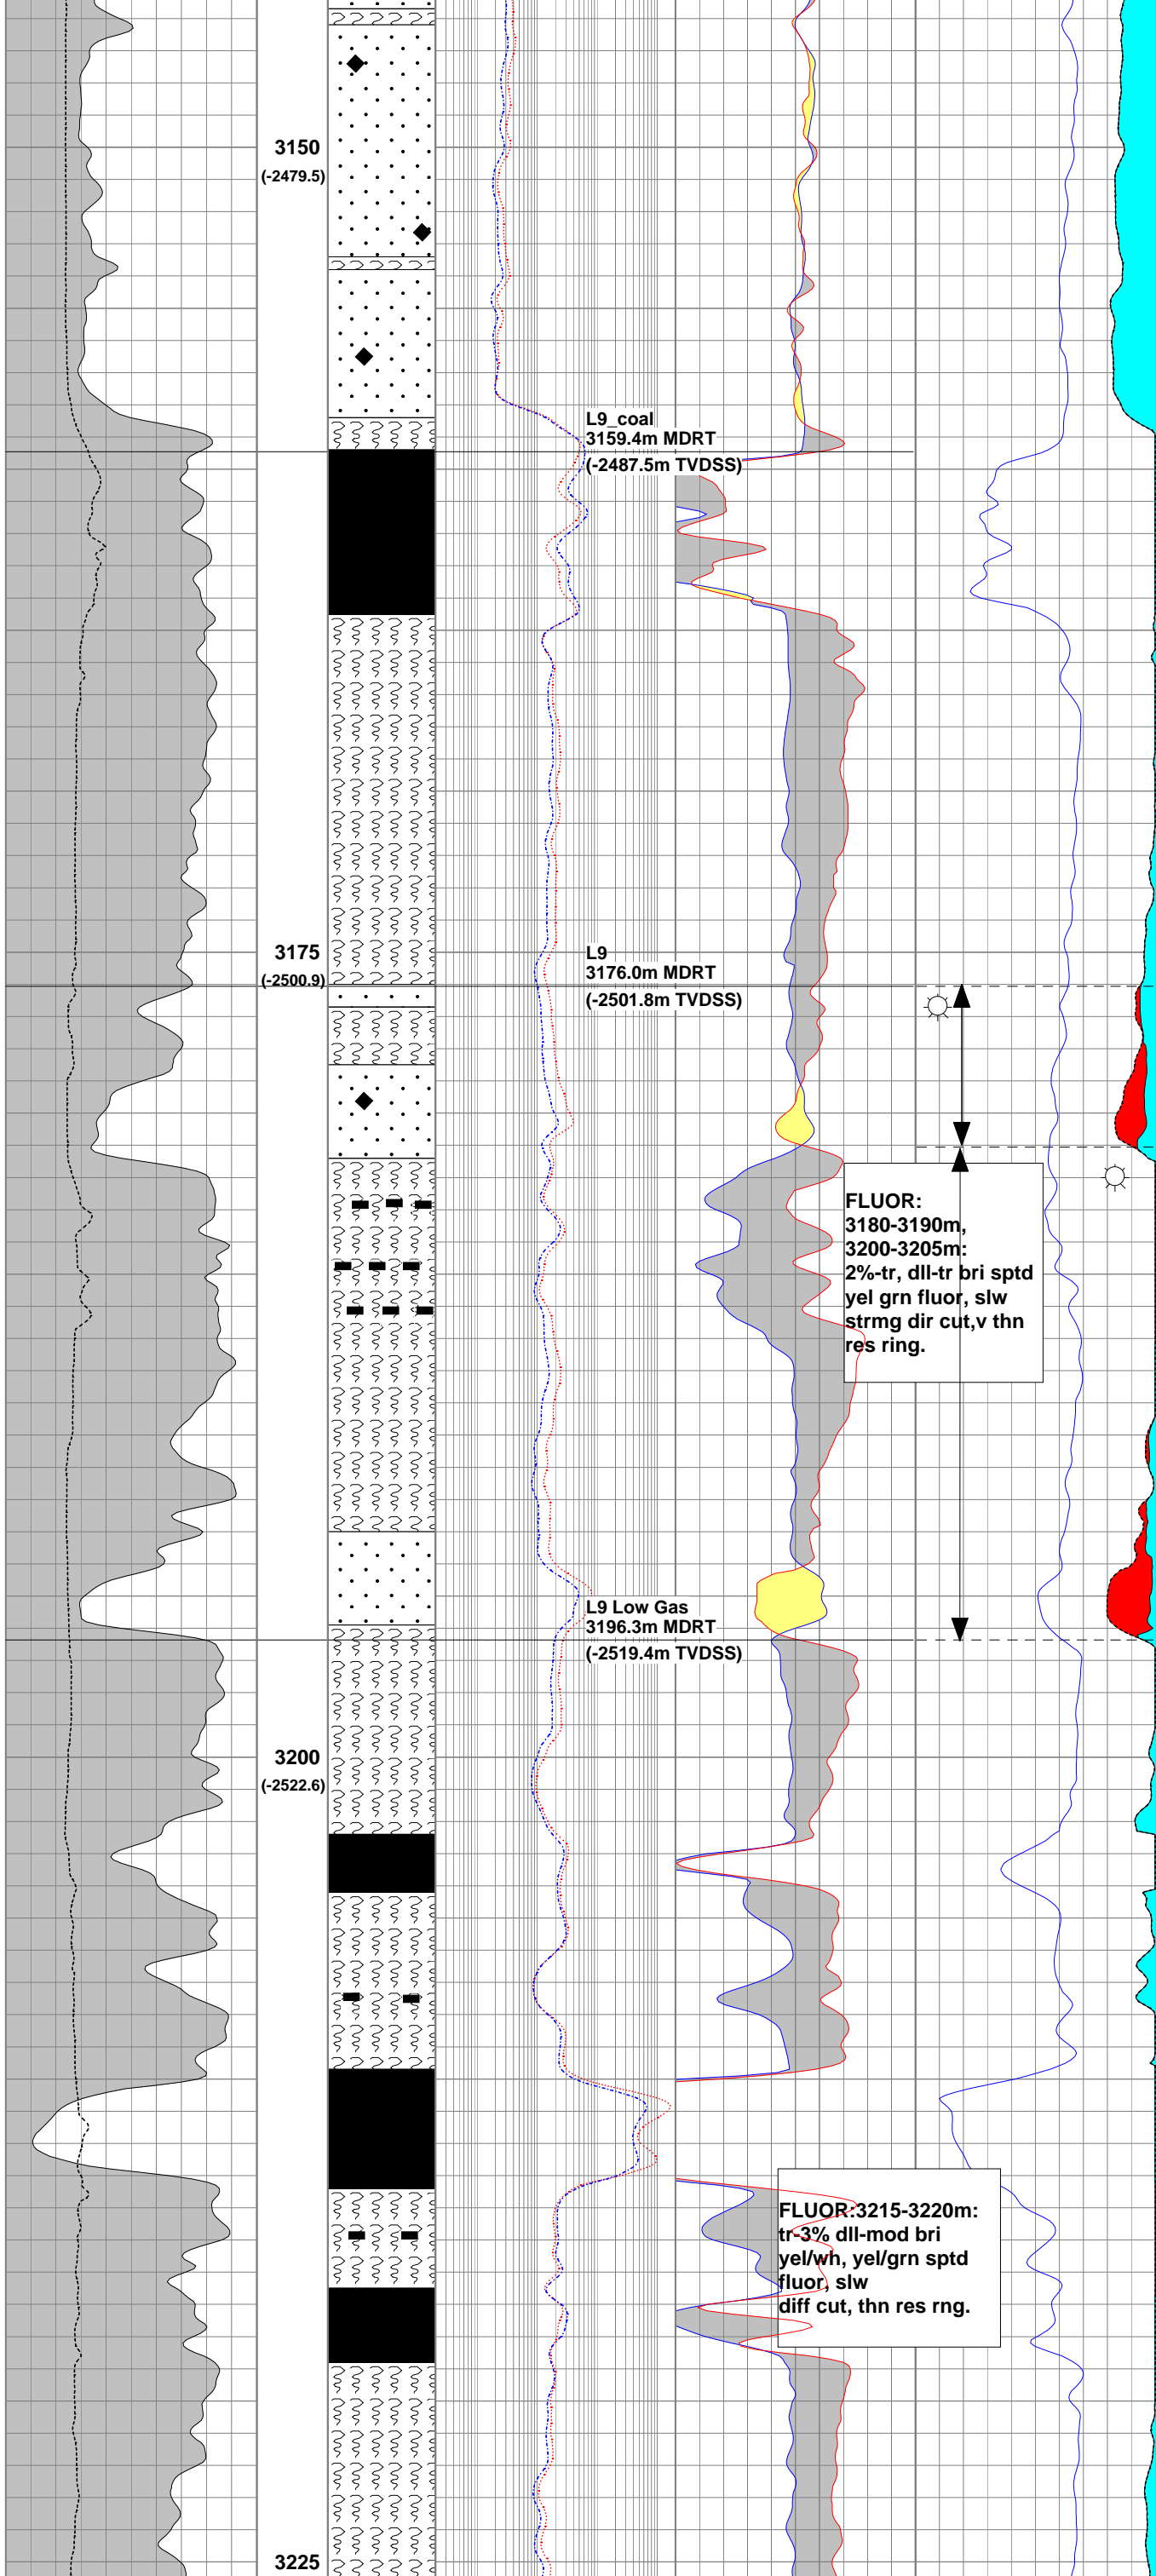 3150
(-2479.5)
L9_coal
3159.4m MDRT
(-2487.5m TVDSS)
3175
(-2500.9)
L9
3176.0m MDRT
(-2501.8m TVDSS)
FLUOR:
3180-3190m,
3200-3205m:
2%-tr, dll-tr bri sptd
yel grn fluor, slw
strmg dir cut,v thn
res ring.
L9 Low Gas
3196.3m MDRT
(-2519.4m TVDSS)
3200
(-2522.6)
FLUOR:3215-3220m:
tr-3% dll-mod bri
yel/wh, yel/grn sptd
fluor, slw
diff cut, thn res rng.
3225